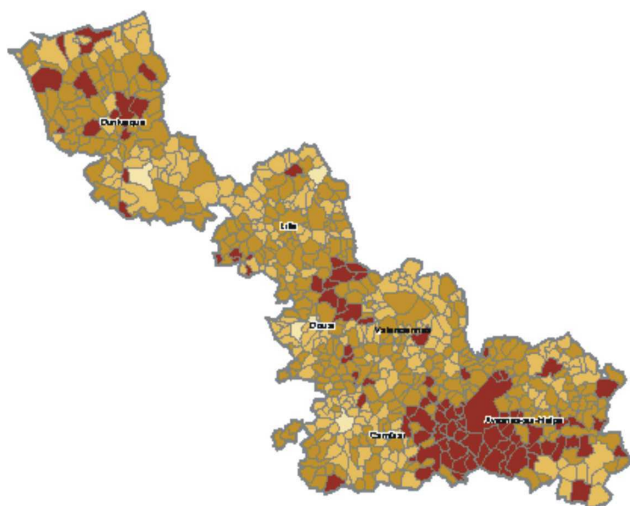 Dunkerque
Lille
Douai
Valenciennes
Avesnes-sur-Helpe
Cambrai